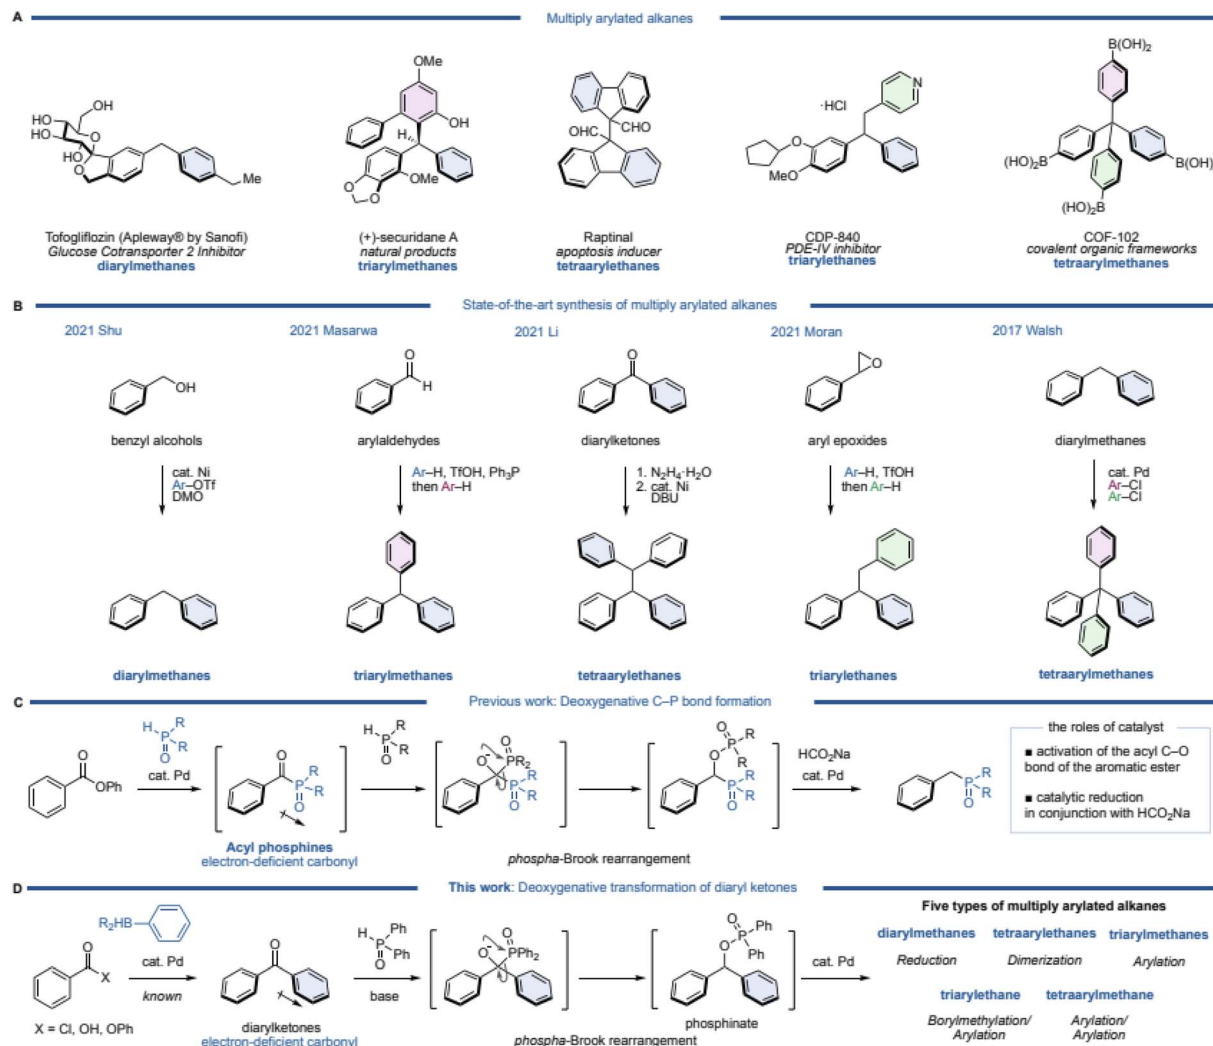 A
Multiply arylated alkanes
OH
HO
HO
HO
O
O
Me
Tofogliflozin (Apleway® by Sanofi)
Glucose Cotransporter 2 Inhibitor
diarylmethanes
OMe
OH
H
OMe
O
O
(+)-securidane A
natural products
triarylmethanes
OHC
CHO
Raptinal
apoptosis inducer
tetraarylethanes
N
·HCl
O
MeO
CDP-840
PDE-IV inhibitor
triarylethanes
B(OH)2
(HO)2B
B(OH)
(HO)2B
COF-102
covalent organic frameworks
tetraarylmethanes
B
State-of-the-art synthesis of multiply arylated alkanes
2021 Shu
2021 Masarwa
2021 Li
2021 Moran
2017 Walsh
OH
O
H
O
O
benzyl alcohols
arylaldehydes
diarylketones
aryl epoxides
diarylmethanes
cat. Ni
Ar–OTf
DMO
Ar–H, TfOH, Ph3P
then Ar–H
1. N2H4·H2O
2. cat. Ni
DBU
Ar–H, TfOH
then Ar–H
cat. Pd
Ar–Cl
Ar–Cl
diarylmethanes
triarylmethanes
tetraarylethanes
triarylethanes
tetraarylmethanes
C
Previous work: Deoxygenative C–P bond formation
O
OPh
H
P
R
R
O
cat. Pd
O
P
R
R
O
Acyl phosphines
electron-deficient carbonyl
H
P
R
R
O
O-
O
PR2
P
R
R
O
phospha-Brook rearrangement
O
P
R
R
O
P
R
R
O
HCO2Na
cat. Pd
P
R
R
O
the roles of catalyst
■ activation of the acyl C–O
bond of the aromatic ester
■ catalytic reduction
in conjunction with HCO2Na
D
This work: Deoxygenative transformation of diaryl ketones
O
X
X = Cl, OH, OPh
R2HB
cat. Pd
known
O
diarylketones
electron-deficient carbonyl
H
P
Ph
Ph
O
base
O-
O
PPh2
phospha-Brook rearrangement
O
P
Ph
Ph
O
phosphinate
cat. Pd
Five types of multiply arylated alkanes
diarylmethanes
tetraarylethanes
triarylmethanes
Reduction
Dimerization
Arylation
triarylethane
tetraarylmethane
Borylmethylation/
Arylation
Arylation/
Arylation